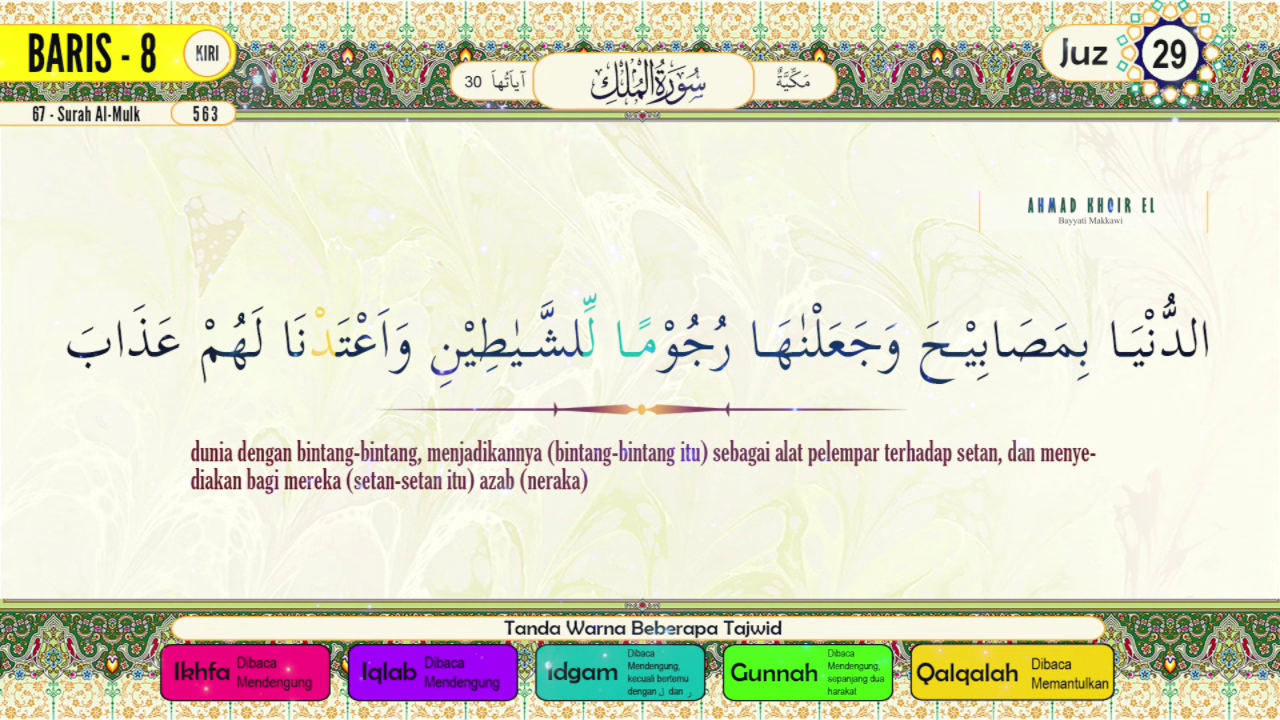 BARIS - 8
KIRI
67 - Surah Al-Mulk
563
آياَتُهاَ 30
سُوْرَةُ الْمُلْكِ
مَكِّيَّةٌ
Juz 29
AHMAD KHOIR EL
Bayyati Makkawi
الدُّنْيَا بِمَصَابِيْحَ وَجَعَلْنٰهَا رُجُوْمًا لِّلشَّيٰطِيْنِ وَاَعْتَدْنَا لَهُمْ عَذَابَ
dunia dengan bintang-bintang, menjadikannya (bintang-bintang itu) sebagai alat pelempar terhadap setan, dan menye-
diakan bagi mereka (setan-setan itu) azab (neraka)
Tanda Warna Beberapa Tajwid
Ikhfa Dibaca Mendengung
Iqlab Dibaca Mendengung
idgam Dibaca Mendengung, kecuali bertemu dengan ل dan ر
Gunnah Dibaca Mendengung, sepanjang dua harakat
Qalqalah Dibaca Memantulkan